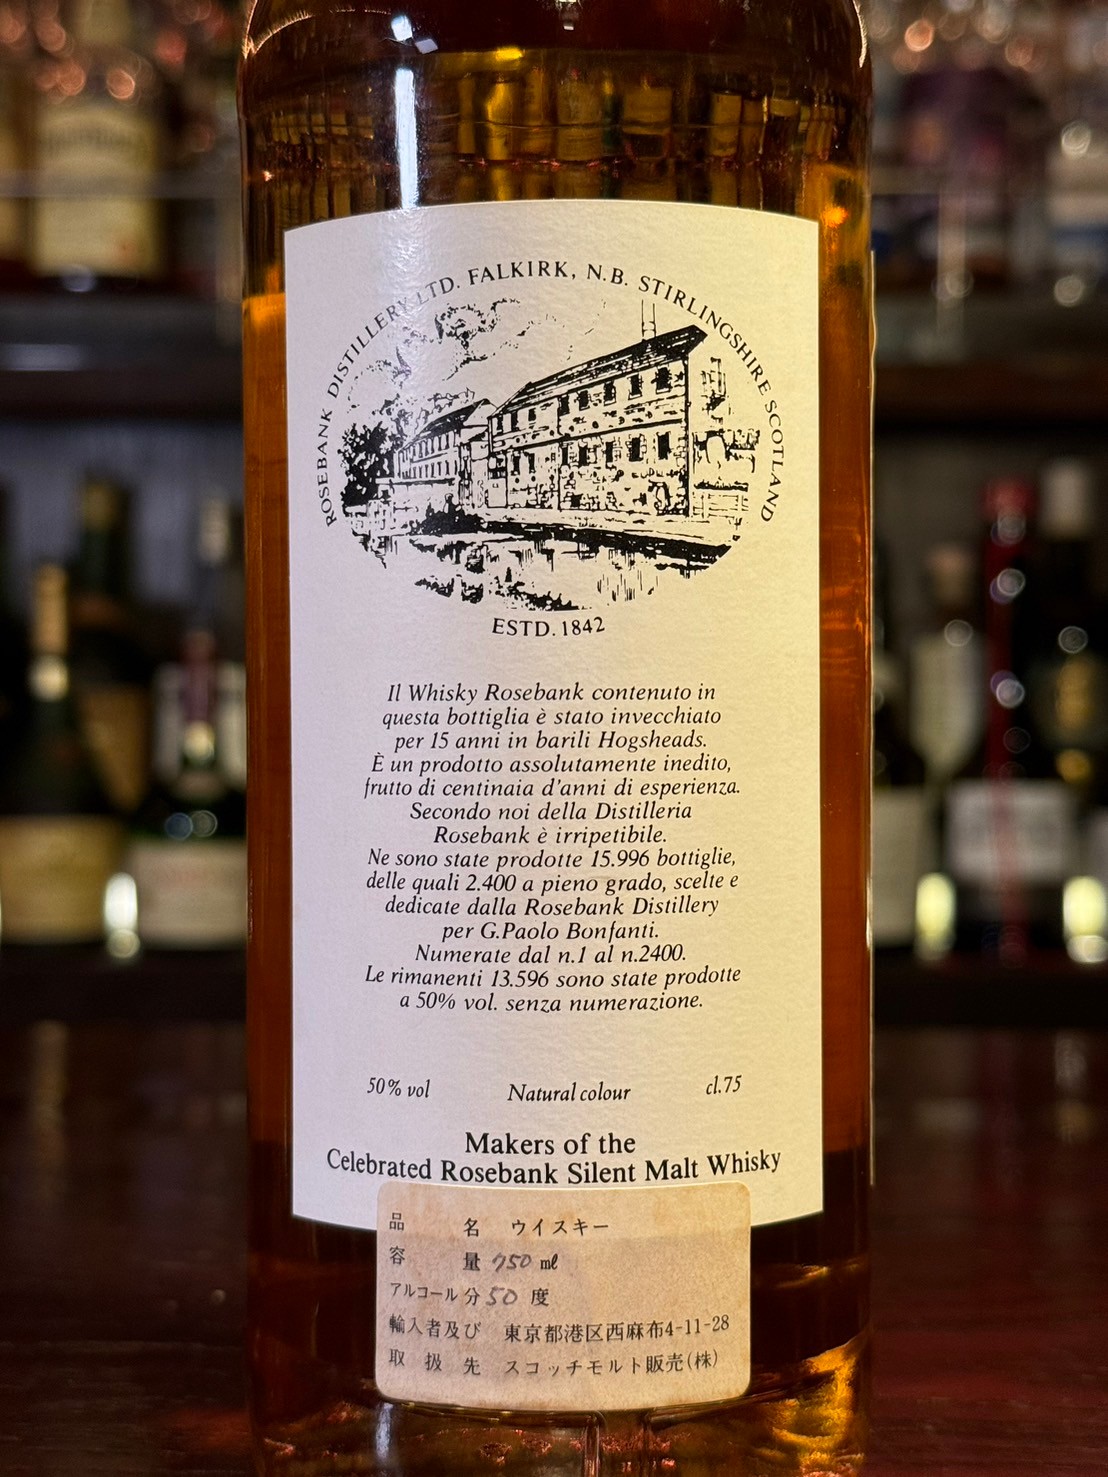 ROSEBANK DISTILLERY LTD. FALKIRK, N.B. STIRLINGSHIRE SCOTLAND
ESTD. 1842
Il Whisky Rosebank contenuto in
questa bottiglia è stato invecchiato
per 15 anni in barili Hogsheads.
È un prodotto assolutamente inedito,
frutto di centinaia d'anni di esperienza.
Secondo noi della Distilleria
Rosebank è irripetibile.
Ne sono state prodotte 15.996 bottiglie,
delle quali 2.400 a pieno grado, scelte e
dedicate dalla Rosebank Distillery
per G.Paolo Bonfanti.
Numerate dal n.1 al n.2400.
Le rimanenti 13.596 sono state prodotte
a 50% vol. senza numerazione.
50% vol Natural colour cl.75
Makers of the
Celebrated Rosebank Silent Malt Whisky
品名 ウイスキー
容量 750 ml
アルコール分 50 度
輸入者及び 東京都港区西麻布4-11-28
取扱先 スコッチモルト販売(株)